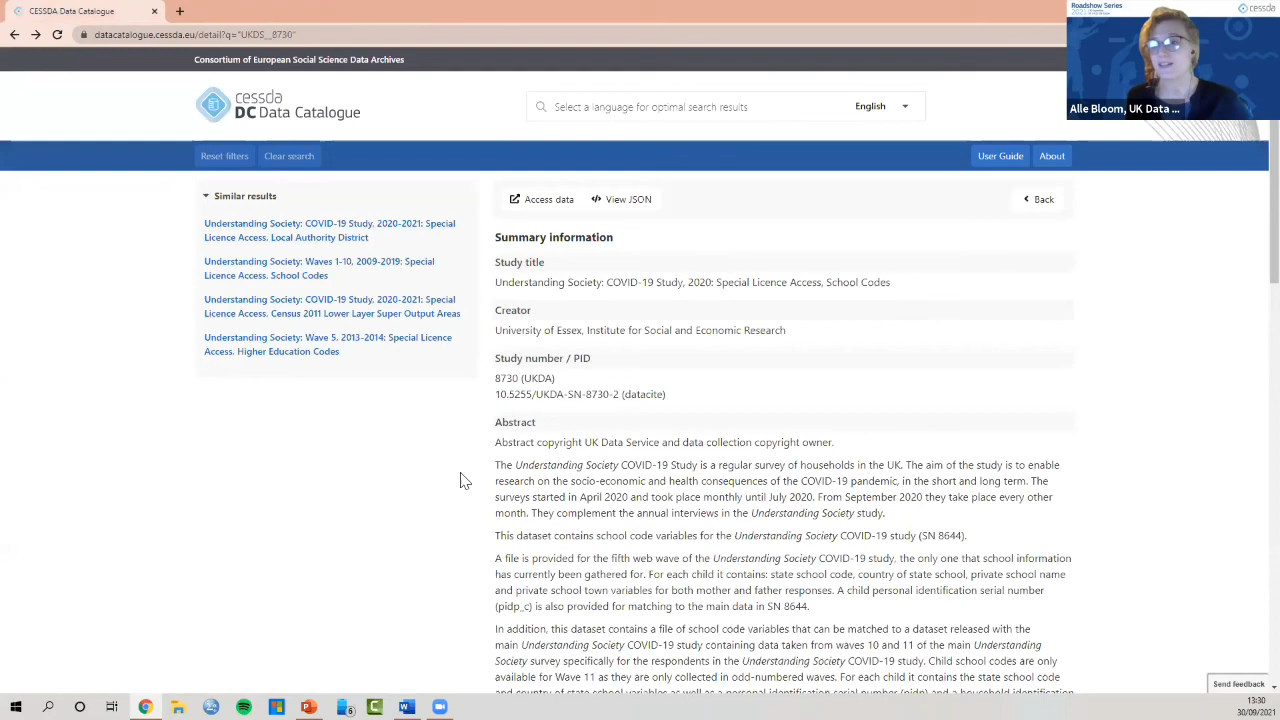 CESSDA Data Catalogue
datacatalogue.cessda.eu/detail?q="UKDS__8730"
Roadshow Series
2021
cessda
Alle Bloom, UK Data ...
Consortium of European Social Science Data Archives
cessda
DC Data Catalogue
Select a language for optimal search results
English
Reset filters
Clear search
User Guide
About
Similar results
Understanding Society: COVID-19 Study, 2020-2021: Special
Licence Access, Local Authority District
Understanding Society: Waves 1-10, 2009-2019: Special
Licence Access, School Codes
Understanding Society: COVID-19 Study, 2020-2021: Special
Licence Access, Census 2011 Lower Layer Super Output Areas
Understanding Society: Wave 5, 2013-2014: Special Licence
Access, Higher Education Codes
Access data
View JSON
Back
Summary information
Study title
Understanding Society: COVID-19 Study, 2020: Special Licence Access, School Codes
Creator
University of Essex, Institute for Social and Economic Research
Study number / PID
8730 (UKDA)
10.5255/UKDA-SN-8730-2 (datacite)
Abstract
Abstract copyright UK Data Service and data collection copyright owner.
The Understanding Society COVID-19 Study is a regular survey of households in the UK. The aim of the study is to enable
research on the socio-economic and health consequences of the COVID-19 pandemic, in the short and long term. The
surveys started in April 2020 and took place monthly until July 2020. From September 2020 they take place every other
month. They complement the annual interviews in the Understanding Society study.
This dataset contains school code variables for the Understanding Society COVID-19 study (SN 8644).
A file is provided for the fifth web wave of the Understanding Society COVID-19 study, the only one that school information
has currently been gathered for. For each child it contains: state school code, country of state school, private school name
and private school town variables for both mother and father responses. A child personal identification serial number
(pidp_c) is also provided for matching to the main data in SN 8644.
In addition, this dataset contains a file of school code variables that can be matched to a dataset released with the
main Understanding Society COVID-19 study containing data taken from waves 10 and 11 of the main Understanding
Society survey specifically for the respondents in the Understanding Society COVID-19 study. Child school codes are only
available for Wave 11 as they are only collected in odd-numbered waves. For each child it contains the state school
Send feedback
6
13:30
30/09/2021